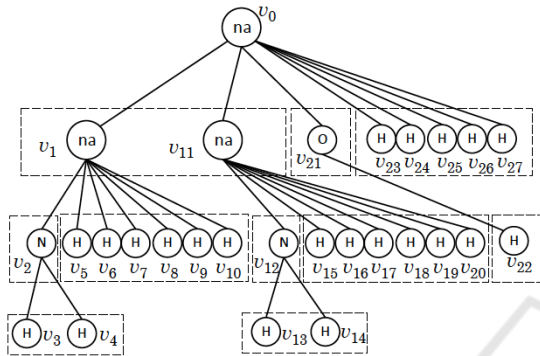 na v₀
na na O H H H H H
v₁ v₁₁ v₂₁ v₂₃ v₂₄ v₂₅ v₂₆ v₂₇
N H H H H H H N H H H H H H H
v₂ v₅ v₆ v₇ v₈ v₉ v₁₀ v₁₂ v₁₅ v₁₆ v₁₇ v₁₈ v₁₉ v₂₀ v₂₂
H v₃ H v₄ H v₁₃ H v₁₄